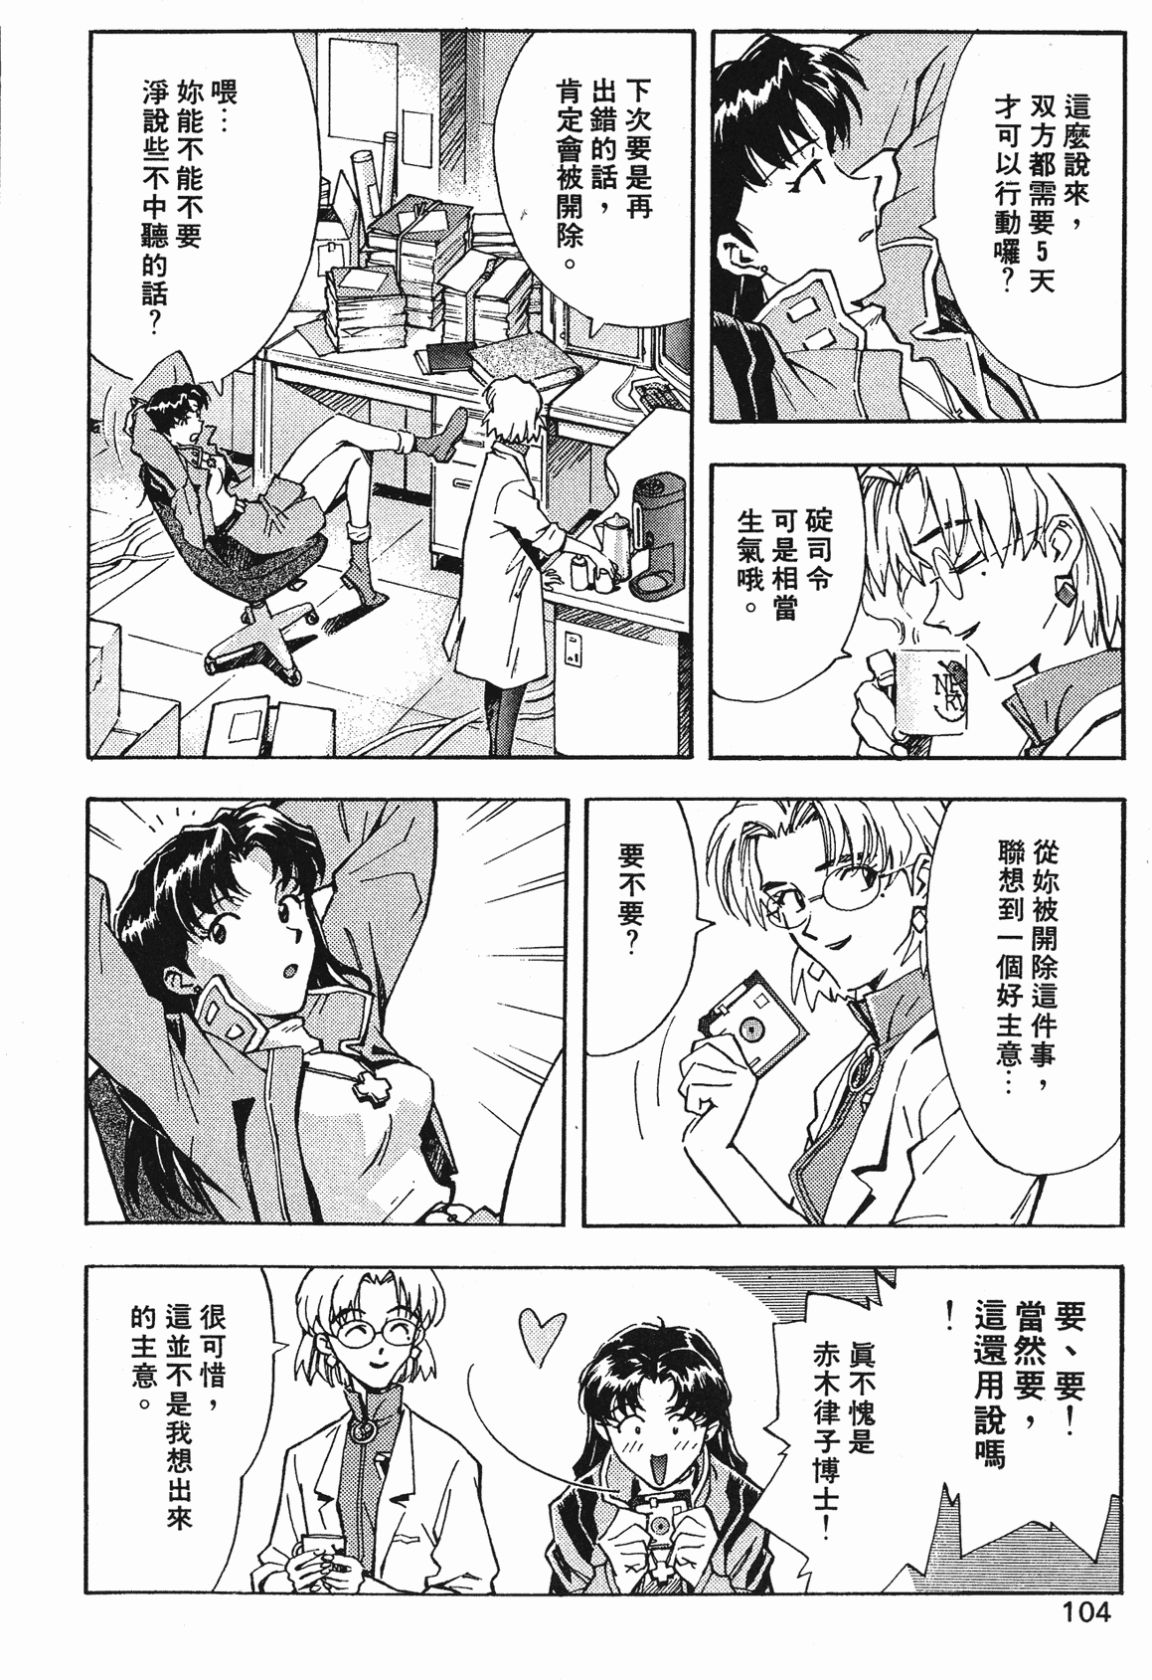 這麼說來，
双方都需要5天
才可以行動囉？
碇司令
可是相當
生氣哦。
NERV
下次要是再
出錯的話，
肯定會被開除。
喂…
妳能不能不要
淨說些不中聽的話？
從妳被開除這件事，
聯想到一個好主意…
要不要？
要、要！
當然要，
這還用說嗎
！
眞不愧是
赤木律子博士！
很可惜，
這並不是我想出來
的主意。
104